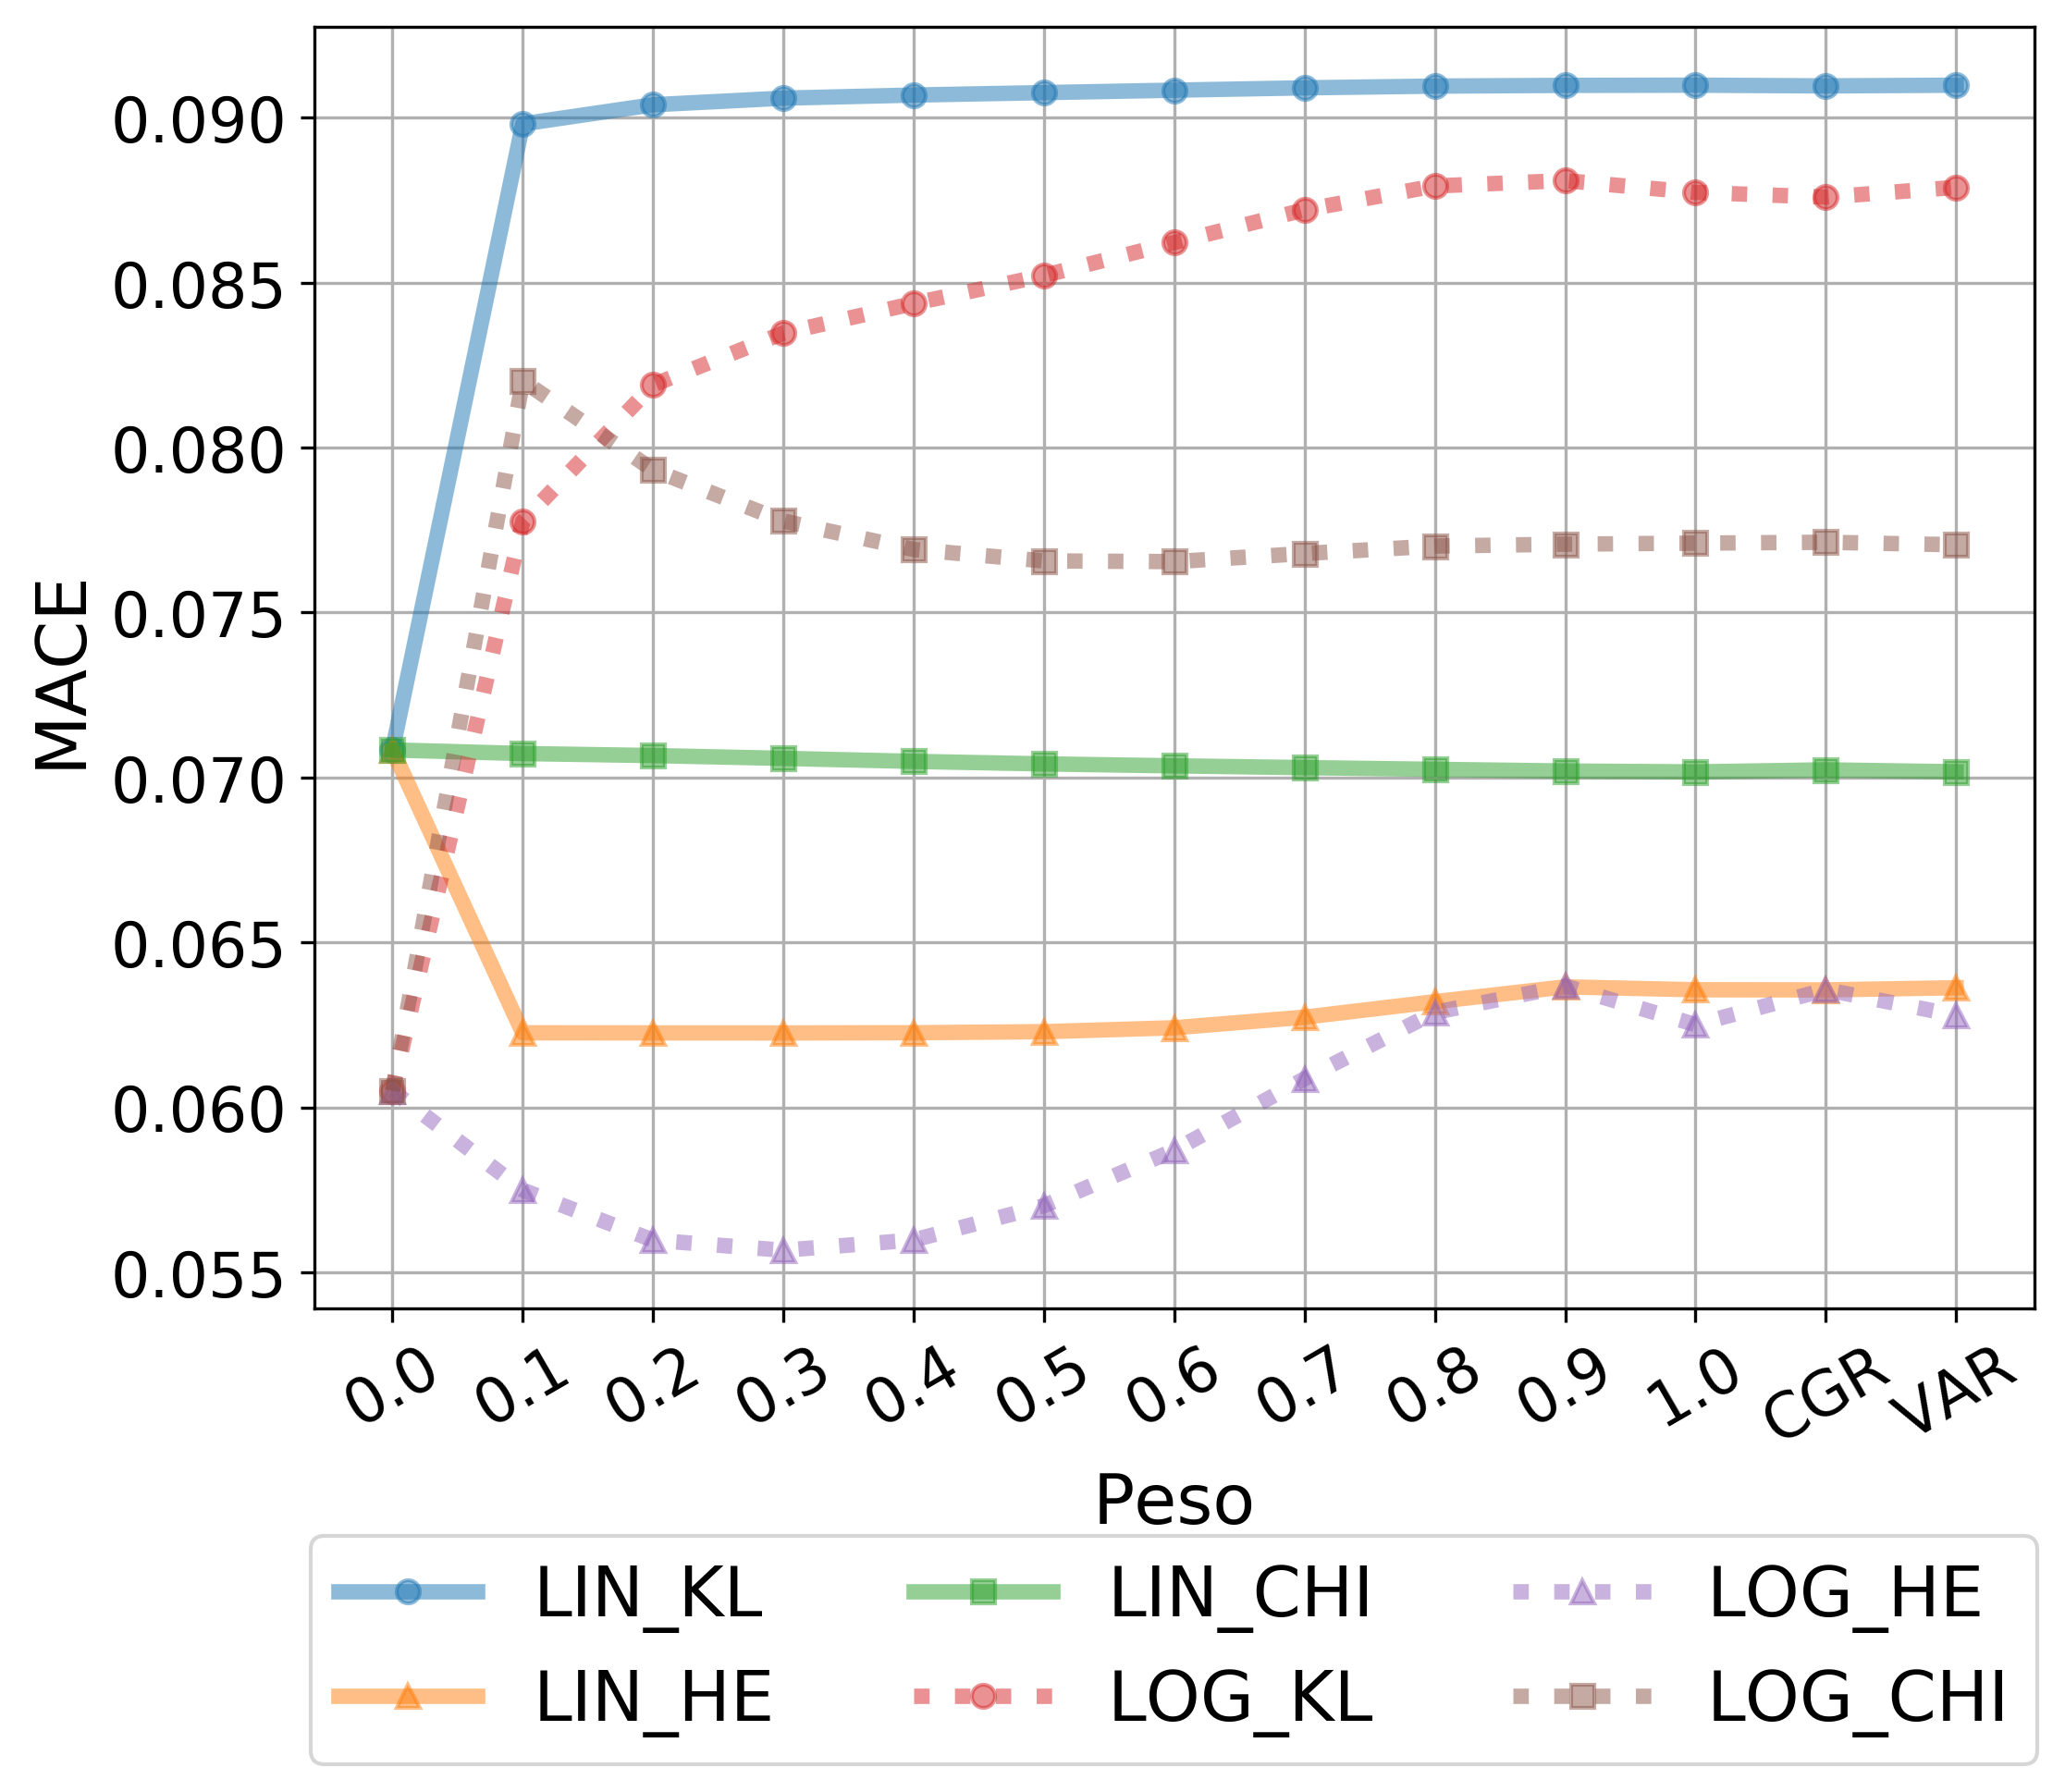 0.090
0.085
0.080
0.075
0.070
0.065
0.060
0.055
MACE
0.0 0.1 0.2 0.3 0.4 0.5 0.6 0.7 0.8 0.9 1.0 CGR VAR
Peso
LIN_KL LIN_CHI LOG_HE
LIN_HE LOG_KL LOG_CHI